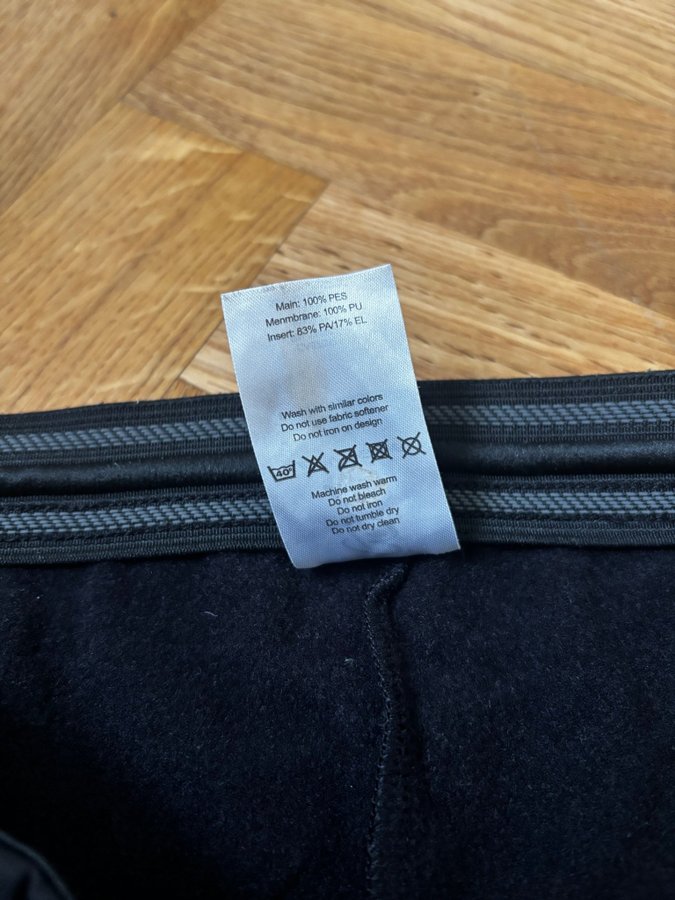 Main: 100% PES
Menmbrane: 100% PU
Insert: 83% PA/17% EL
Wash with similar colors
Do not use fabric softener
Do not iron on design
40°
Machine wash warm
Do not bleach
Do not iron
Do not tumble dry
Do not dry clean